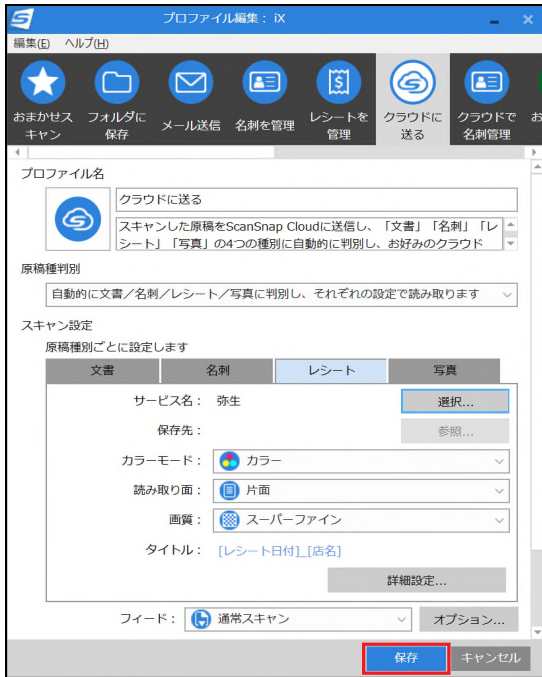 プロファイル編集： iX
編集(E) ヘルプ(H)
おまかせス
キャン
フォルダに
保存
メール送信
名刺を管理
レシートを
管理
クラウドに
送る
クラウドで
名刺管理
お
プロファイル名
クラウドに送る
スキャンした原稿をScanSnap Cloudに送信し、「文書」「名刺」「レ
シート」「写真」の4つの種別に自動的に判別し、お好みのクラウド
原稿種判別
自動的に文書／名刺／レシート／写真に判別し、それぞれの設定で読み取ります
スキャン設定
原稿種別ごとに設定します
文書 名刺 レシート 写真
サービス名： 弥生 選択...
保存先： 参照...
カラーモード： カラー
読み取り面： 片面
画質： スーパーファイン
タイトル： [レシート日付]_[店名]
詳細設定...
フィード： 通常スキャン オプション...
保存 キャンセル